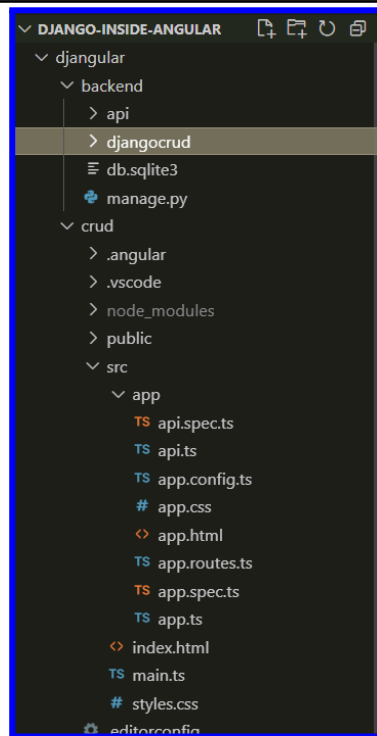 DJANGO-INSIDE-ANGULAR
djangular
backend
api
djangocrud
db.sqlite3
manage.py
crud
.angular
.vscode
node_modules
public
src
app
TS api.spec.ts
TS api.ts
TS app.config.ts
# app.css
<> app.html
TS app.routes.ts
TS app.spec.ts
TS app.ts
<> index.html
TS main.ts
# styles.css
.editorconfig